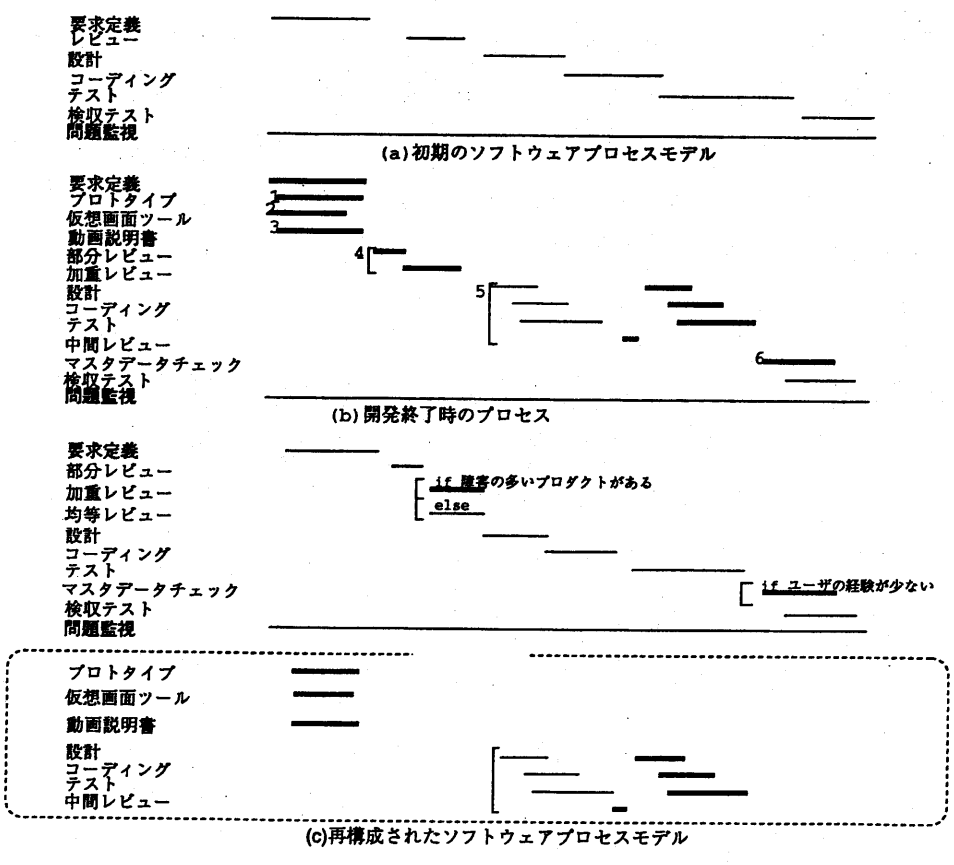 要求定義
レビュー
設計
コーディング
テスト
検収テスト
問題監視
(a)初期のソフトウェアプロセスモデル
要求定義
プロトタイプ 1
仮想画面ツール 2
動画説明書 3
部分レビュー 4
加重レビュー
設計 5
コーディング
テスト
中間レビュー
マスタデータチェック 6
検収テスト
問題監視
(b)開発終了時のプロセス
要求定義
部分レビュー
加重レビュー if 障害の多いプロダクトがある
均等レビュー else
設計
コーディング
テスト
マスタデータチェック if ユーザの経験が少ない
検収テスト
問題監視
プロトタイプ
仮想画面ツール
動画説明書
設計
コーディング
テスト
中間レビュー
(c)再構成されたソフトウェアプロセスモデル